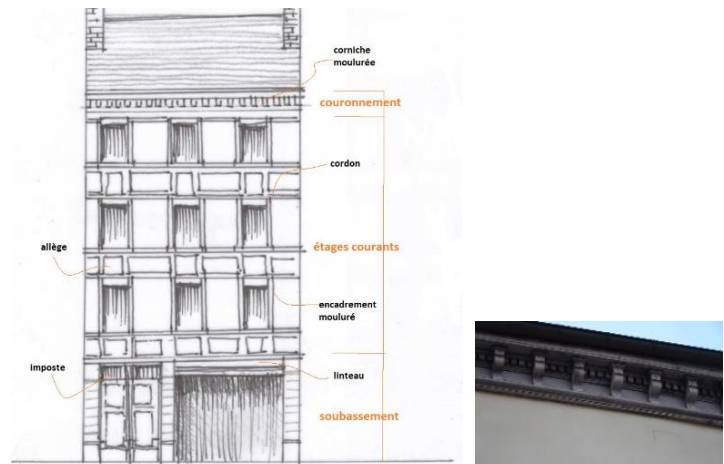 corniche
moulurée
couronnement
cordon
allège
étages courants
encadrement
mouluré
imposte
linteau
soubassement